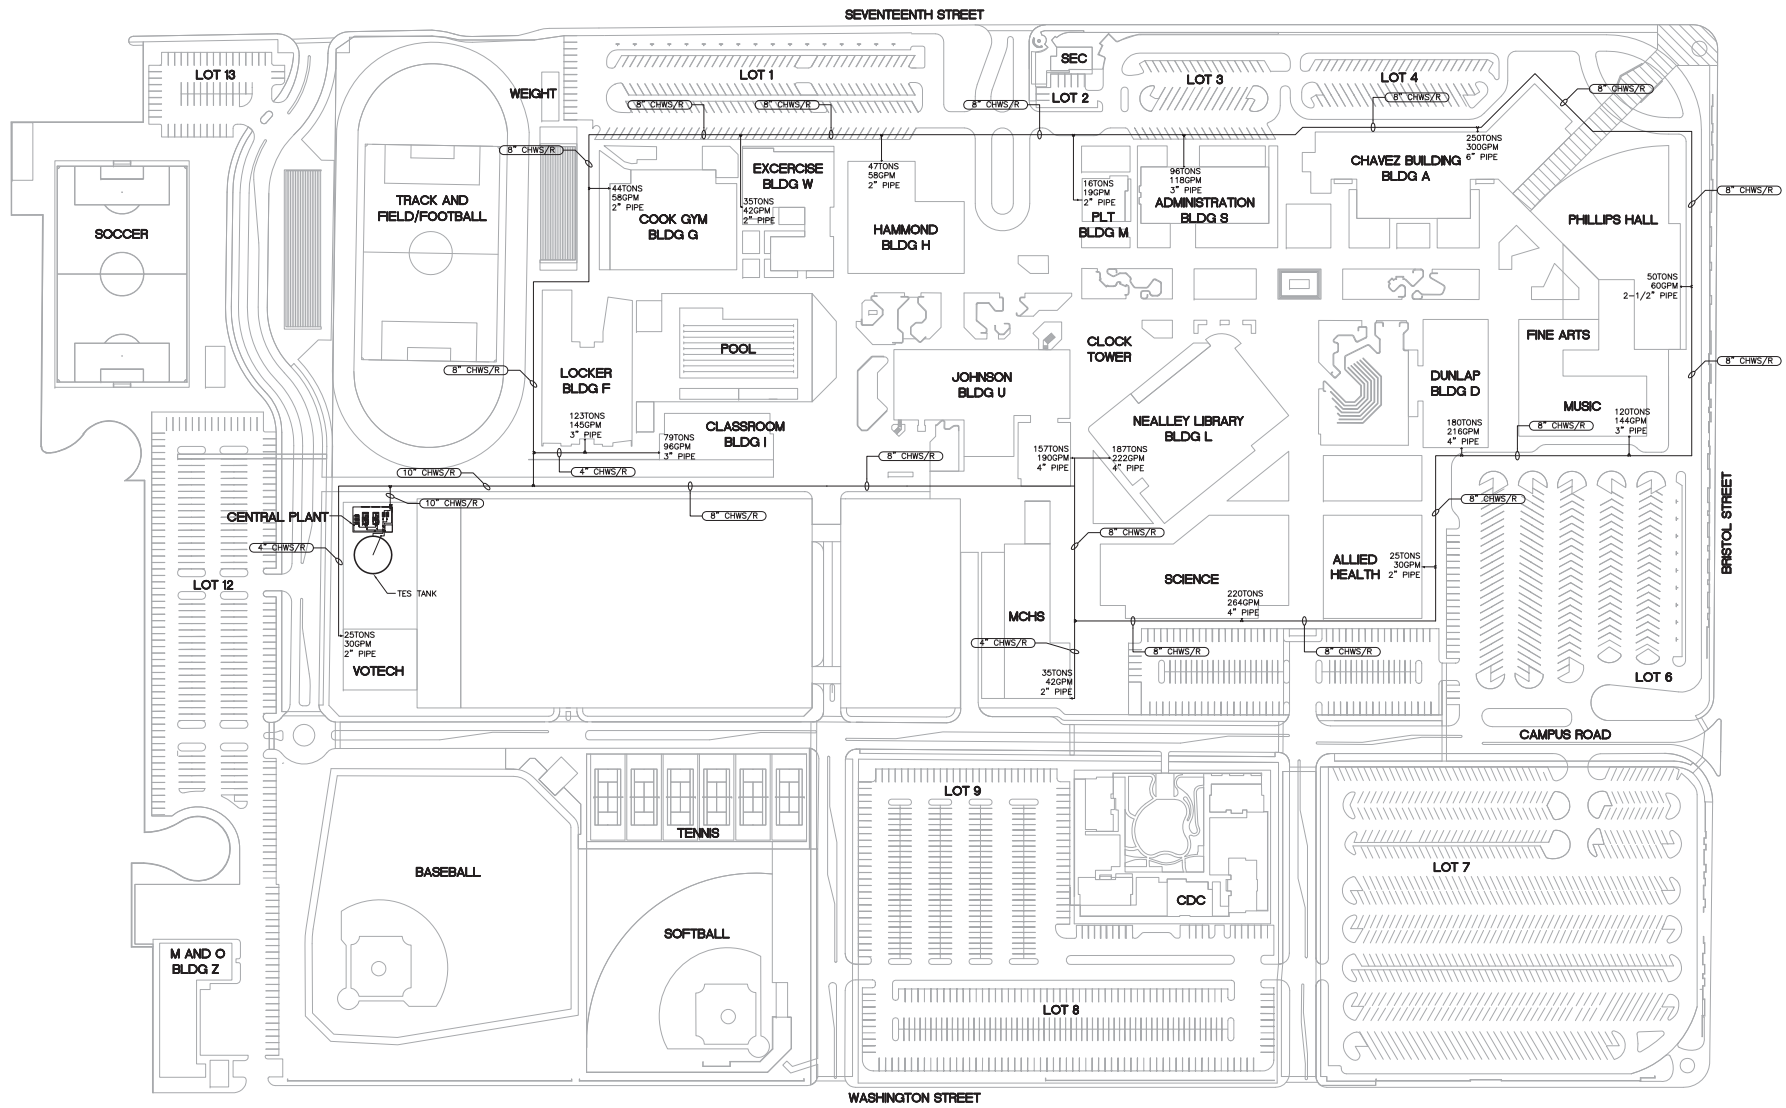 SEVENTEENTH STREET
SEC
LOT 13
LOT 1
LOT 3
LOT 4
WEIGHT
LOT 2
8" CHWS/R
8" CHWS/R
8" CHWS/R
8" CHWS/R
8" CHWS/R
8" CHWS/R
250TONS
300GPM
6" PIPE
EXCERCISE
BLDG W
47TONS
58GPM
2" PIPE
CHAVEZ BUILDING
BLDG A
96TONS
118GPM
3" PIPE
16TONS
19GPM
2" PIPE
44TONS
58GPM
2" PIPE
8" CHWS/R
TRACK AND
FIELD/FOOTBALL
35TONS
42GPM
2" PIPE
ADMINISTRATION
BLDG S
COOK GYM
BLDG G
PLT
BLDG M
PHILLIPS HALL
SOCCER
HAMMOND
BLDG H
50TONS
60GPM
2-1/2" PIPE
FINE ARTS
CLOCK
TOWER
POOL
8" CHWS/R
8" CHWS/R
LOCKER
BLDG F
JOHNSON
BLDG U
DUNLAP
BLDG D
MUSIC
123TONS
145GPM
3" PIPE
NEALLEY LIBRARY
BLDG L
120TONS
144GPM
3" PIPE
CLASSROOM
BLDG I
180TONS
216GPM
4" PIPE
8" CHWS/R
79TONS
96GPM
3" PIPE
157TONS
190GPM
4" PIPE
187TONS
222GPM
4" PIPE
8" CHWS/R
10" CHWS/R
4" CHWS/R
10" CHWS/R
8" CHWS/R
8" CHWS/R
CENTRAL PLANT
8" CHWS/R
BRISTOL STREET
4" CHWS/R
ALLIED
HEALTH
25TONS
30GPM
2" PIPE
LOT 12
TES TANK
SCIENCE
220TONS
264GPM
4" PIPE
MCHS
25TONS
30GPM
2" PIPE
4" CHWS/R
8" CHWS/R
8" CHWS/R
VOTECH
35TONS
42GPM
2" PIPE
LOT 6
CAMPUS ROAD
LOT 9
TENNIS
BASEBALL
LOT 7
CDC
SOFTBALL
M AND O
BLDG Z
LOT 8
WASHINGTON STREET